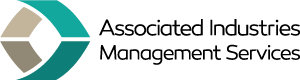 Associated Industries
Management Services